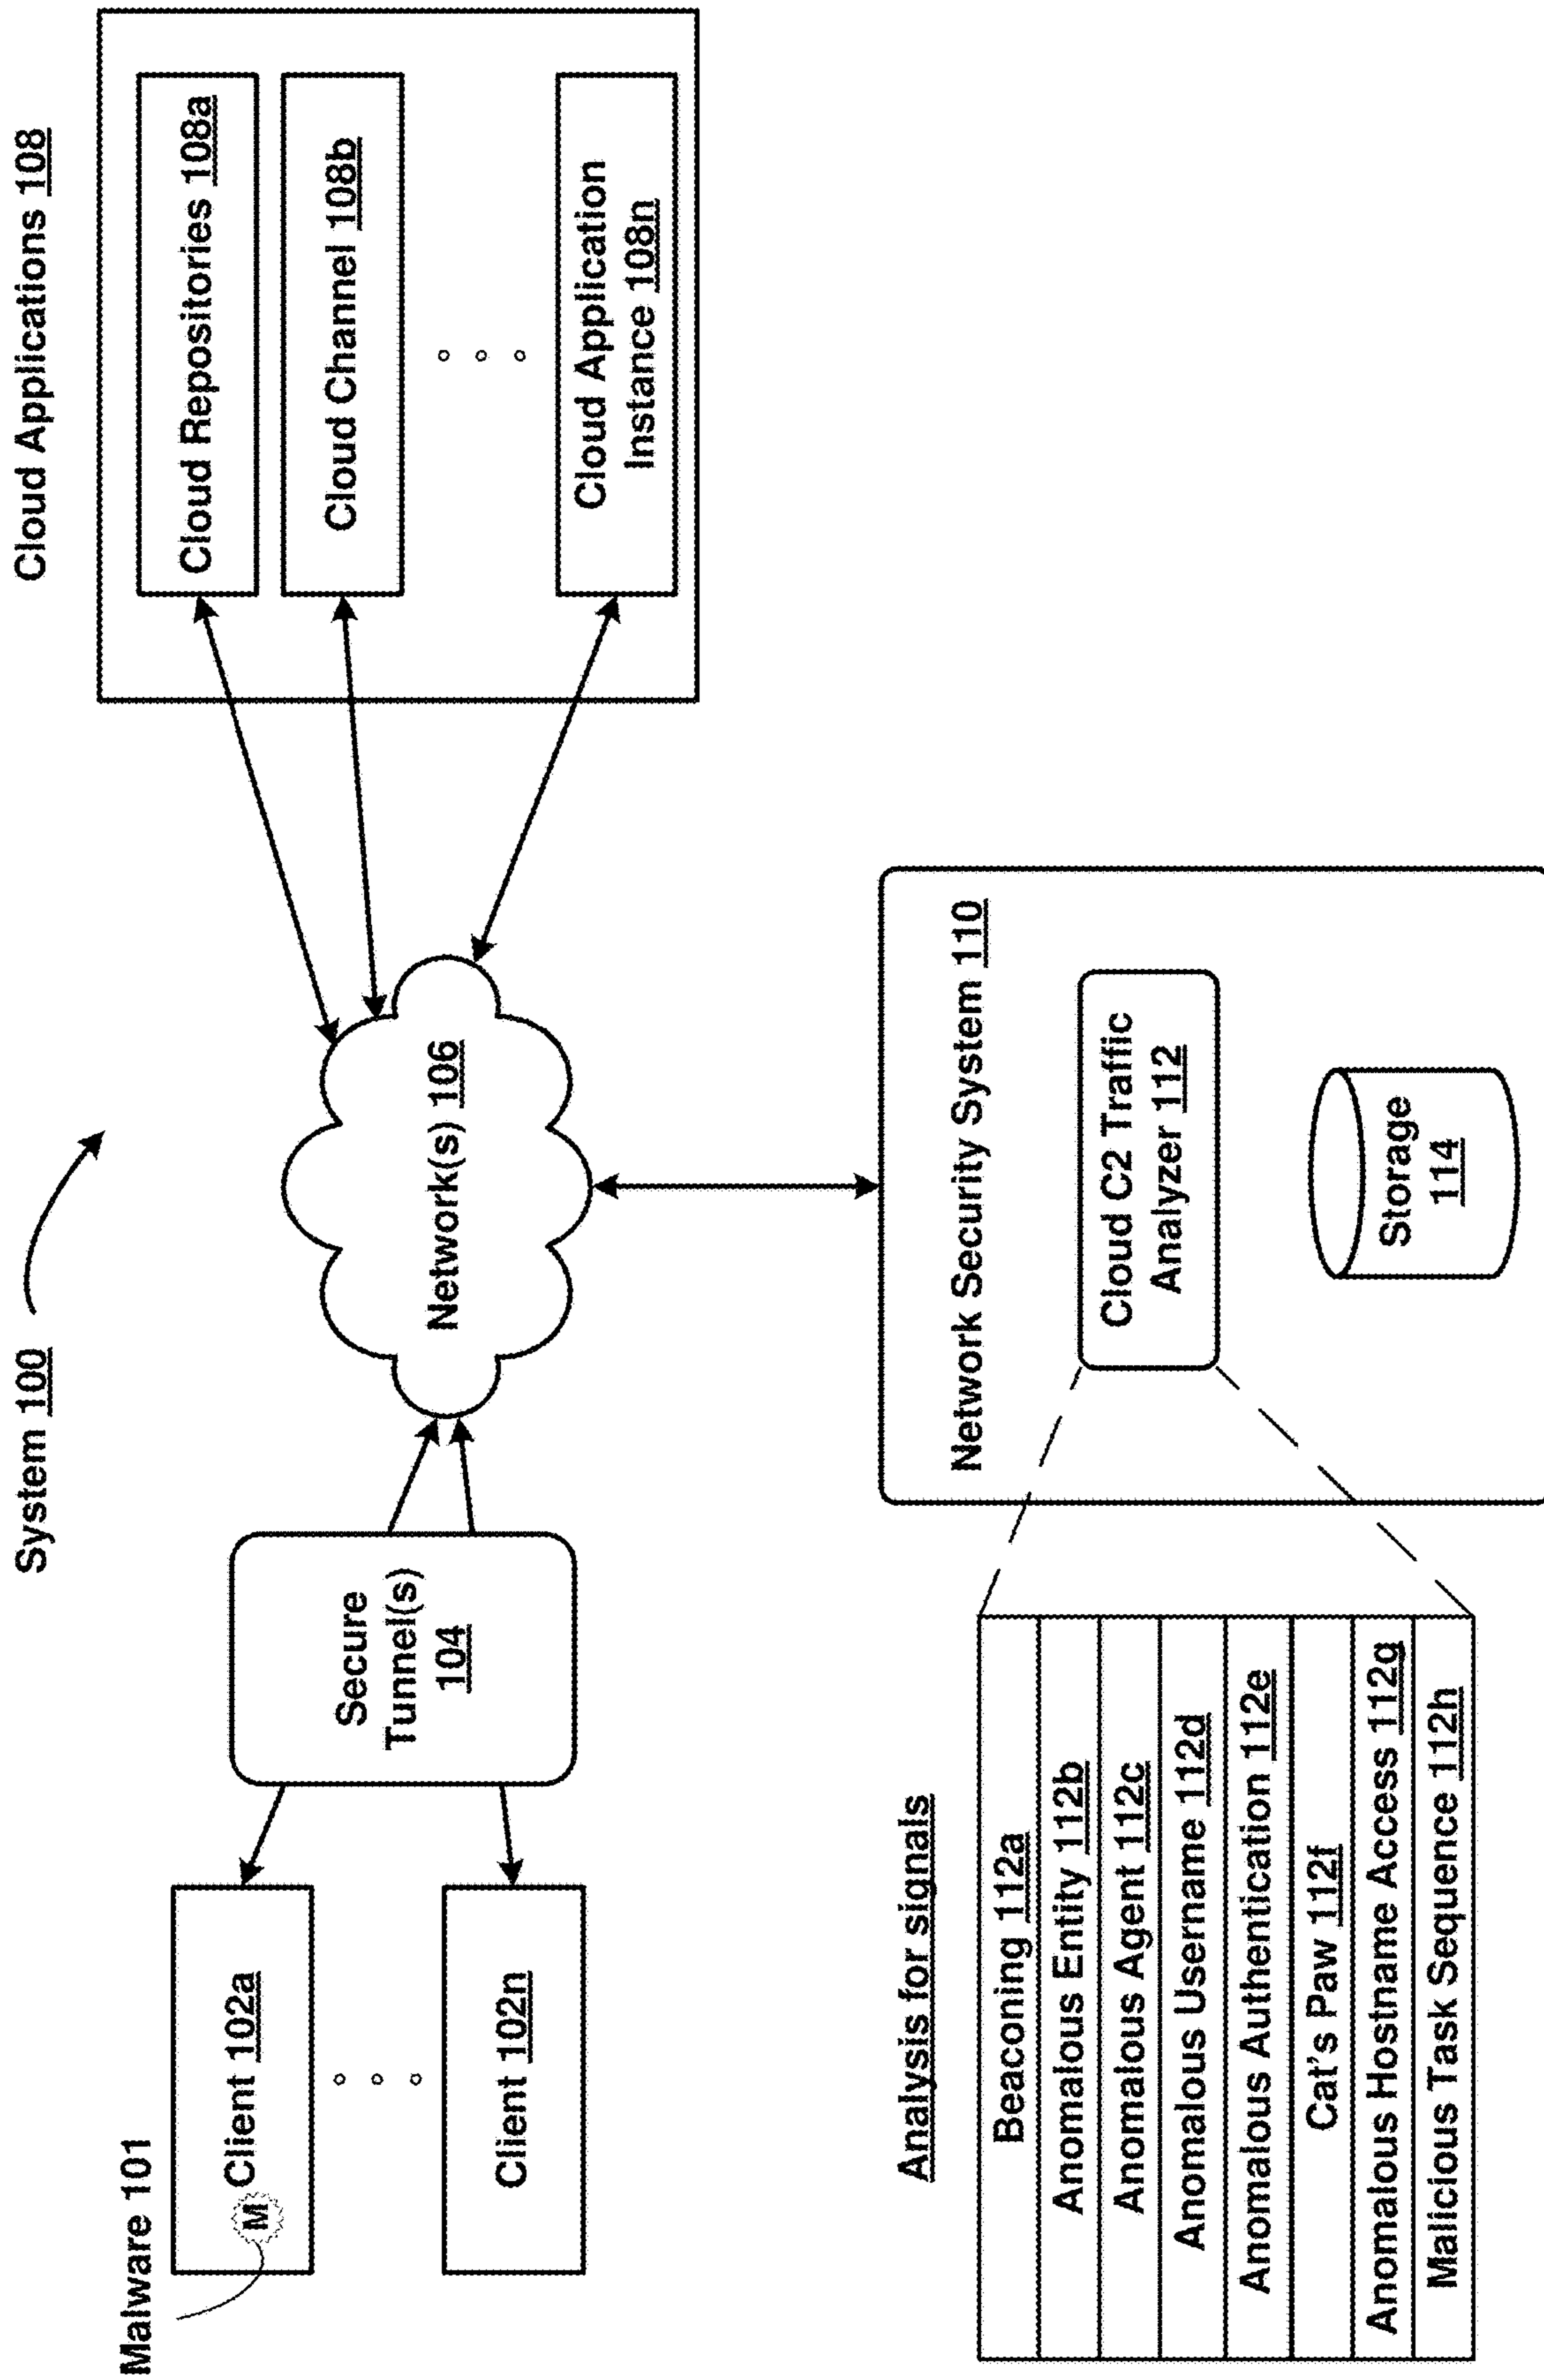 System 100
Cloud Applications 108
Malware 101
M
Client 102a
Client 102n
Secure
Tunnel(s)
104
Network(s) 106
Cloud Repositories 108a
Cloud Channel 108b
Cloud Application
Instance 108n
Analysis for signals
Beaconing 112a
Anomalous Entity 112b
Anomalous Agent 112c
Anomalous Username 112d
Anomalous Authentication 112e
Cat's Paw 112f
Anomalous Hostname Access 112g
Malicious Task Sequence 112h
Network Security System 110
Cloud C2 Traffic
Analyzer 112
Storage
114